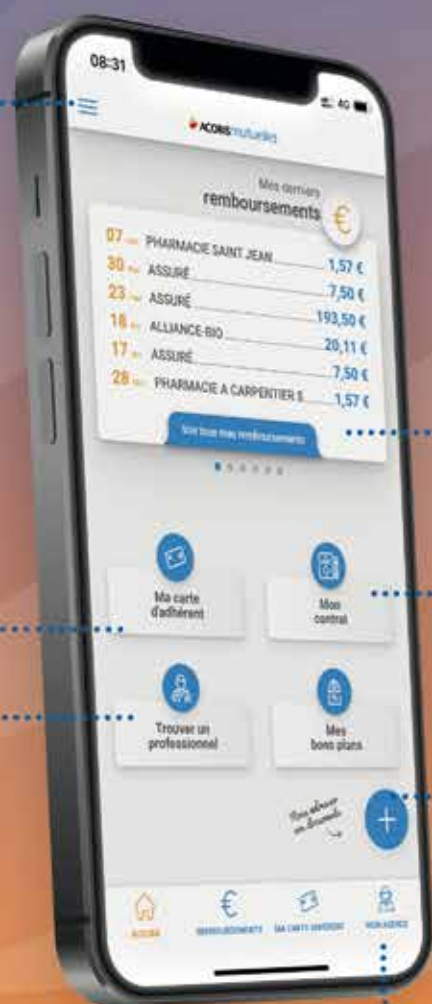 08:31
4G
ACORIS mutuelles
Mes derniers
remboursements
€
07 PHARMACIE SAINT JEAN 1,57 €
30 ASSURÉ 7,50 €
23 ASSURÉ 193,50 €
18 ALLIANCE-BIO 20,11 €
17 ASSURÉ 7,50 €
28 PHARMACIE A CARPENTIER S 1,57 €
Voir tous mes remboursements
Ma carte
d'adhérent
Mon
contrat
Trouver un
professionnel
Mes
bons plans
un document
+
€
ACCUEIL
REMBOURSEMENTS
MA CARTE ADHÉRENT
MON AGENCE